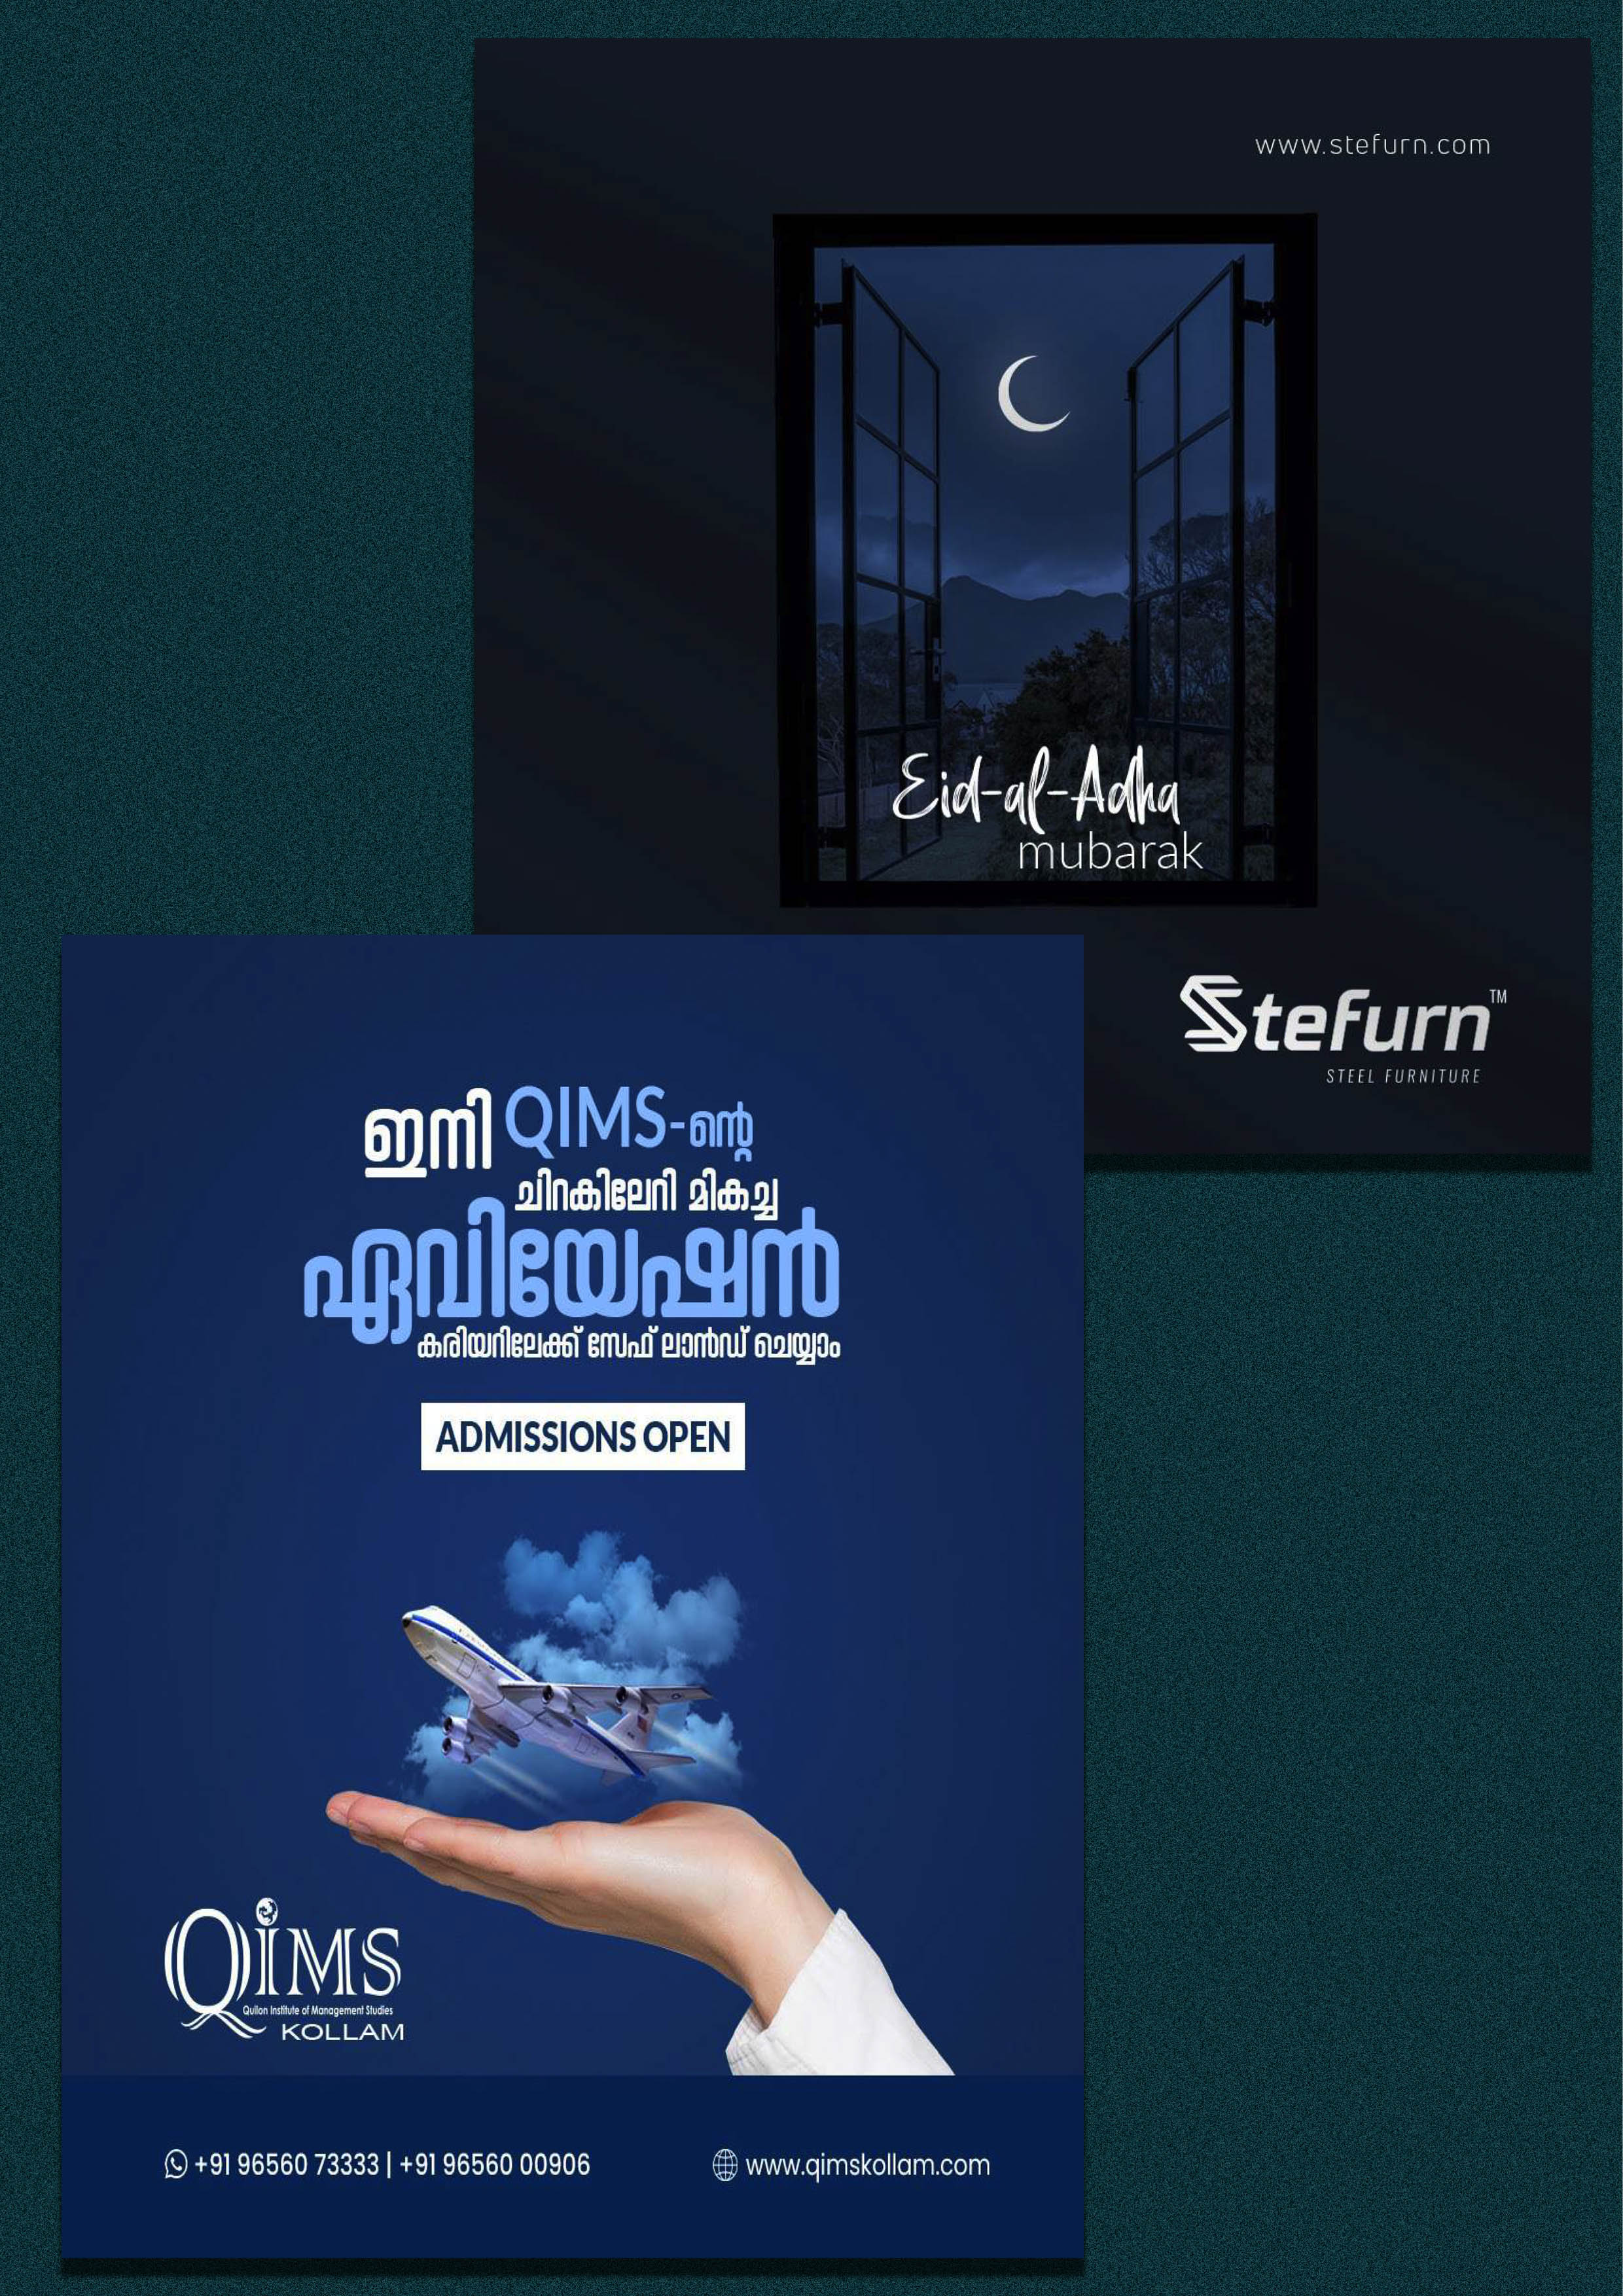 www.stefurn.com
Eid-al-Adha
mubarak
Stefurn™
STEEL FURNITURE
ഇനി QIMS-ന്റെ
ചിറകിലേറി മികച്ച
ഏവിയേഷൻ
കരിയറിലേക്ക് സേഫ് ലാൻഡ് ചെയ്യാം
ADMISSIONS OPEN
QIMS
Quilon Institute of Management Studies
KOLLAM
+91 96560 73333 | +91 96560 00906
www.qimskollam.com